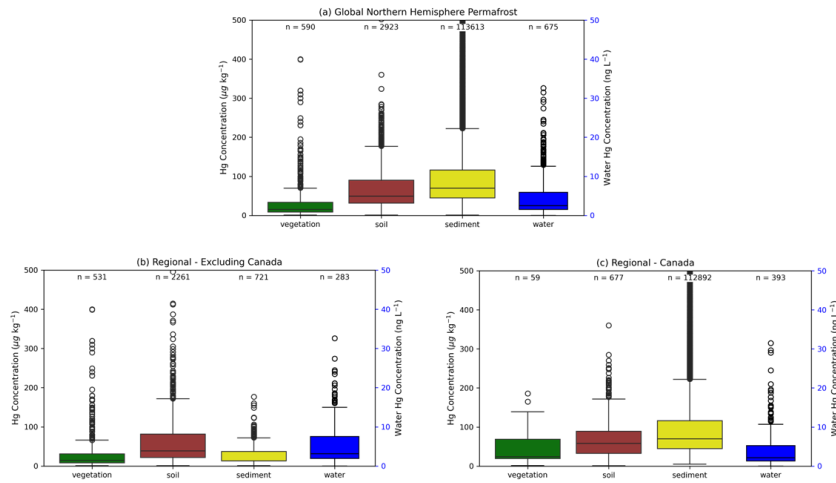 (a) Global Northern Hemisphere Permafrost
n = 590 n = 2923 n = 113613 n = 675
Hg Concentration (µg kg⁻¹)
500
400
300
200
100
0
Water Hg Concentration (ng L⁻¹)
50
40
30
20
10
0
vegetation soil sediment water
(b) Regional - Excluding Canada
n = 531 n = 2261 n = 721 n = 283
Hg Concentration (µg kg⁻¹)
500
400
300
200
100
0
Water Hg Concentration (ng L⁻¹)
50
40
30
20
10
0
vegetation soil sediment water
(c) Regional - Canada
n = 59 n = 677 n = 112892 n = 393
Hg Concentration (µg kg⁻¹)
500
400
300
200
100
0
Water Hg Concentration (ng L⁻¹)
50
40
30
20
10
0
vegetation soil sediment water